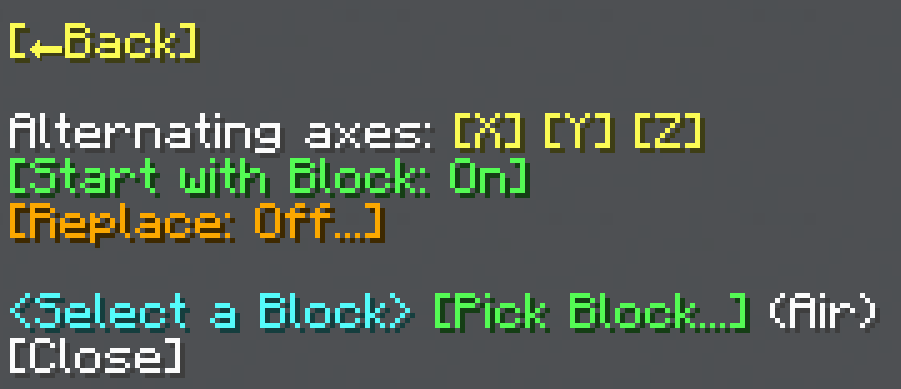 [←Back]
Alternating axes: [X] [Y] [Z]
[Start with Block: On]
[Replace: Off...]
<Select a Block> [Pick Block...] (Air)
[Close]